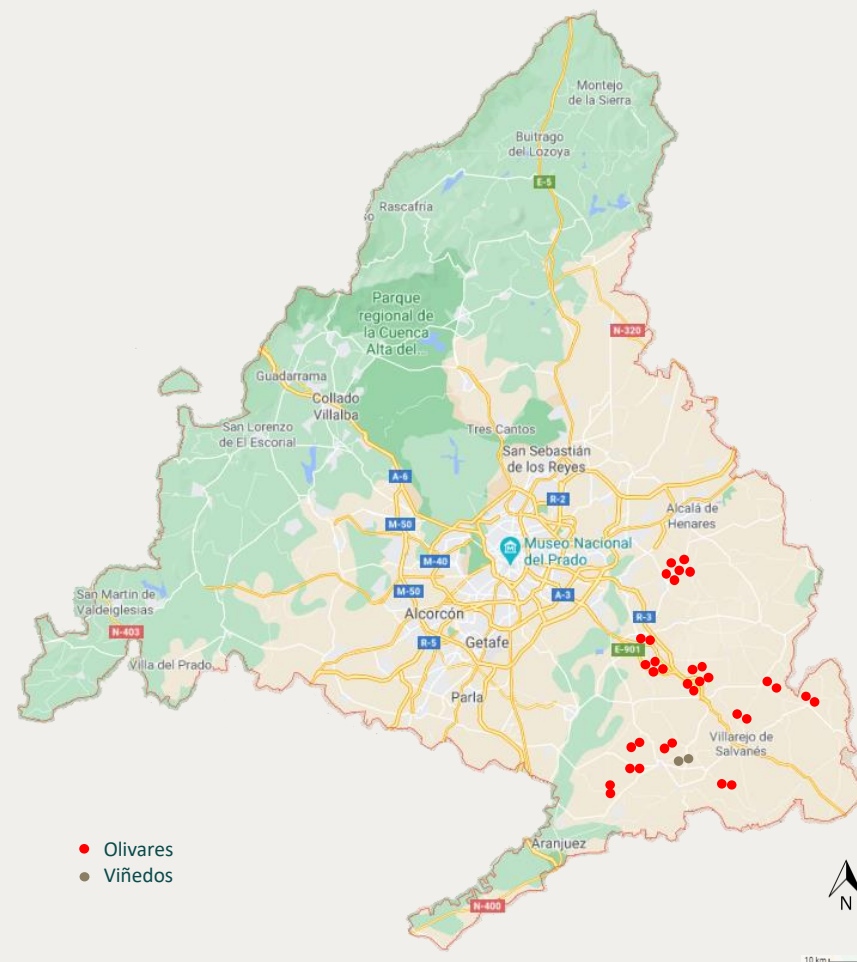 Montejo
de la Sierra
Buitrago
del Lozoya
E-5
Rascafría
so
Parque
regional de
la Cuenca
Alta del...
N-320
Guadarrama
Collado
Villalba
San Lorenzo
de El Escorial
Tres Cantos
San Sebastián
de los Reyes
A-6
R-2
Alcalá de
Henares
M-50
Museo Nacional
del Prado
M-40
M-50
A-3
San Martín de
Valdeiglesias
Alcorcón
R-3
N-403
R-5
Getafe
E-901
Villa del Prado
Parla
Villarejo de
Salvanés
Aranjuez
Olivares
Viñedos
N-400
N
10 km